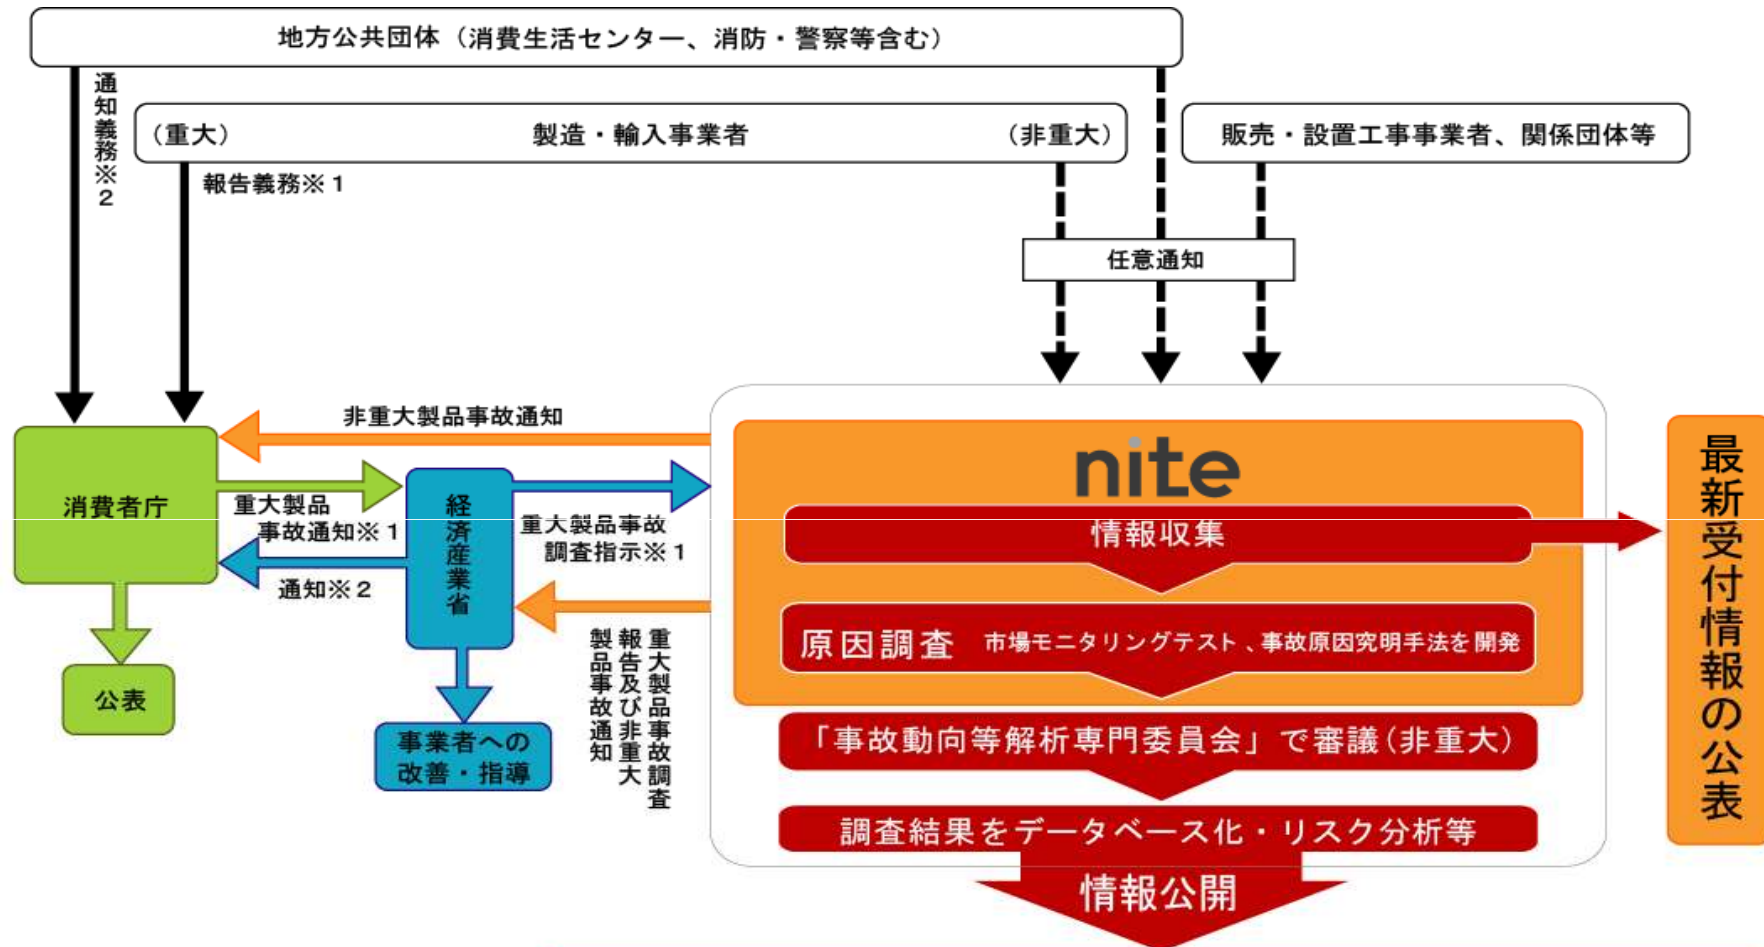 地方公共団体（消費生活センター、消防・警察等含む）
通知義務※２
（重大）
製造・輸入事業者
（非重大）
販売・設置工事事業者、関係団体等
報告義務※１
任意通知
非重大製品事故通知
消費者庁
重大製品
事故通知※１
通知※２
公表
経済産業省
重大製品事故
調査指示※１
重大製品事故調査
報告及び非重大
製品事故通知
事業者への
改善・指導
nite
情報収集
原因調査 市場モニタリングテスト、事故原因究明手法を開発
「事故動向等解析専門委員会」で審議(非重大)
調査結果をデータベース化・リスク分析等
情報公開
最新受付情報の公表